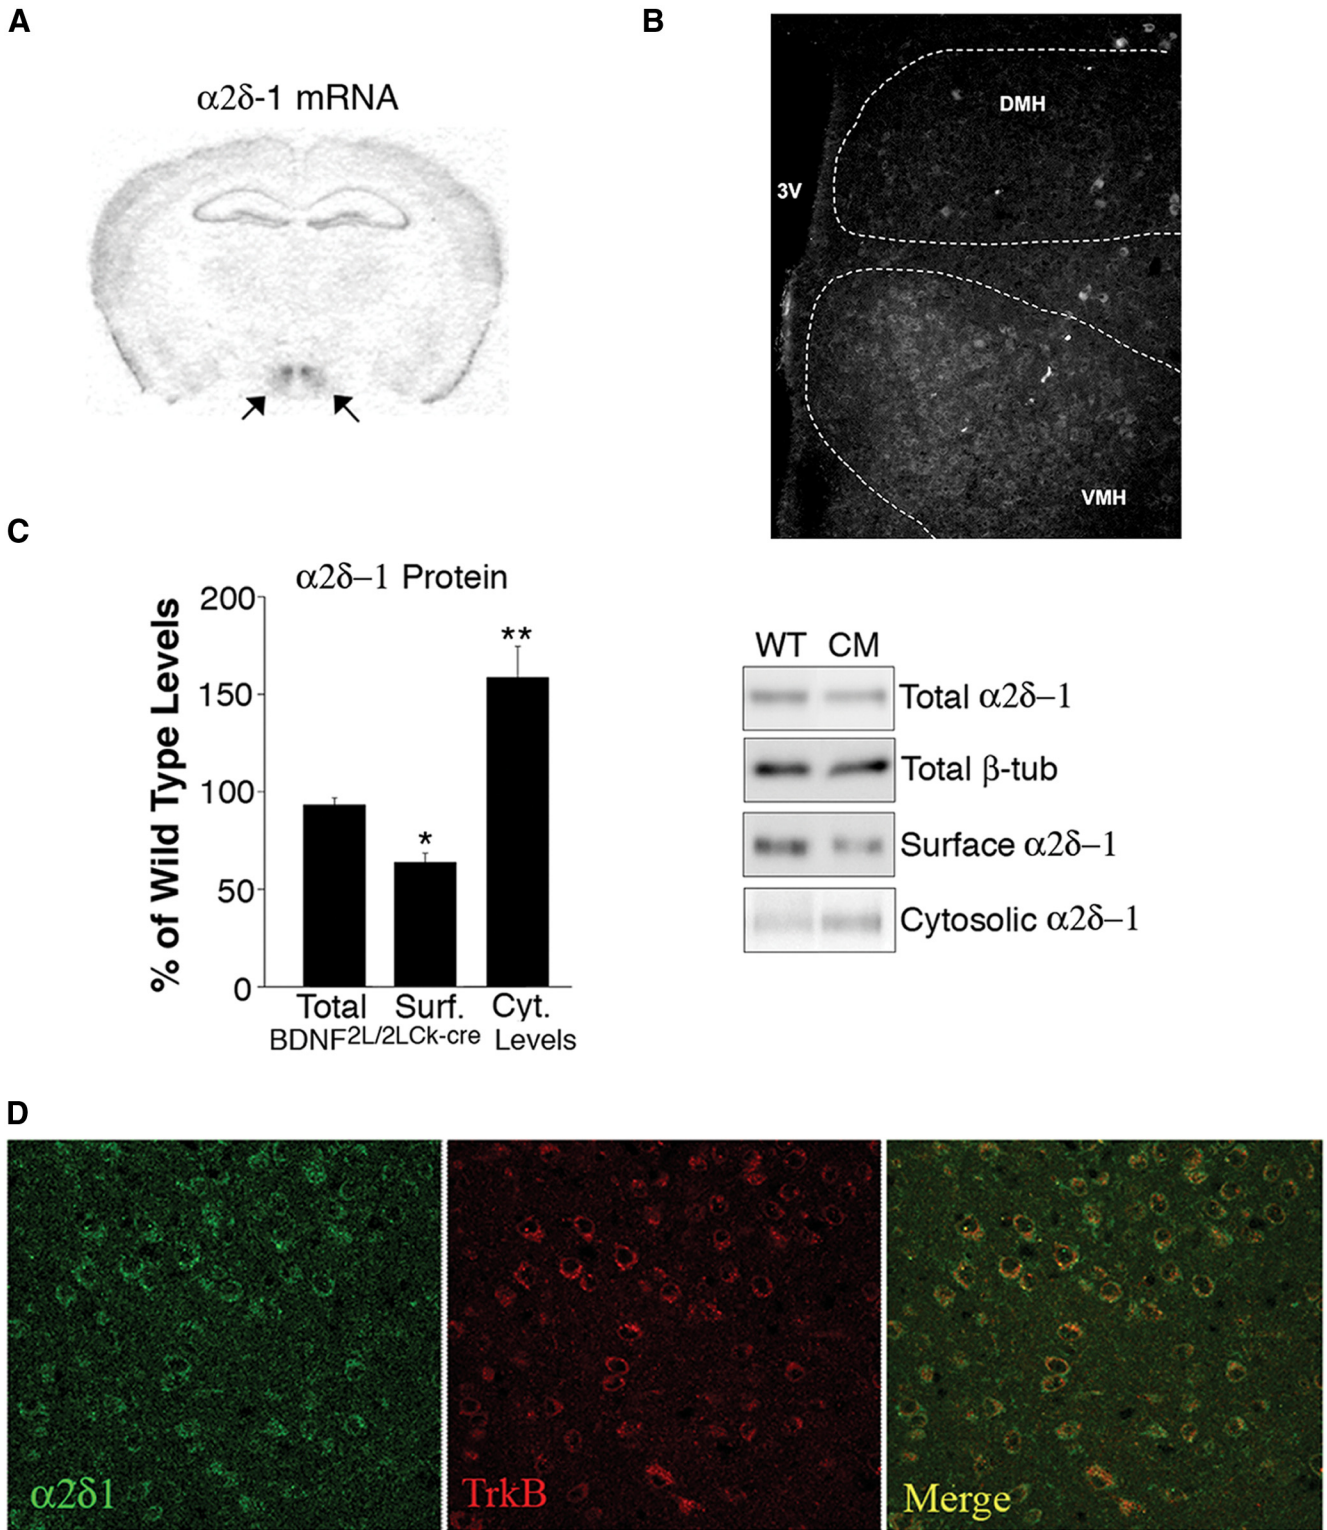 A
α2δ-1 mRNA
B
DMH
3V
VMH
C
α2δ–1 Protein
% of Wild Type Levels
200
150
100
50
0
**
*
Total Surf. Cyt.
BDNF2L/2LCk-cre Levels
WT CM
Total α2δ–1
Total β-tub
Surface α2δ–1
Cytosolic α2δ–1
D
α2δ1
TrkB
Merge